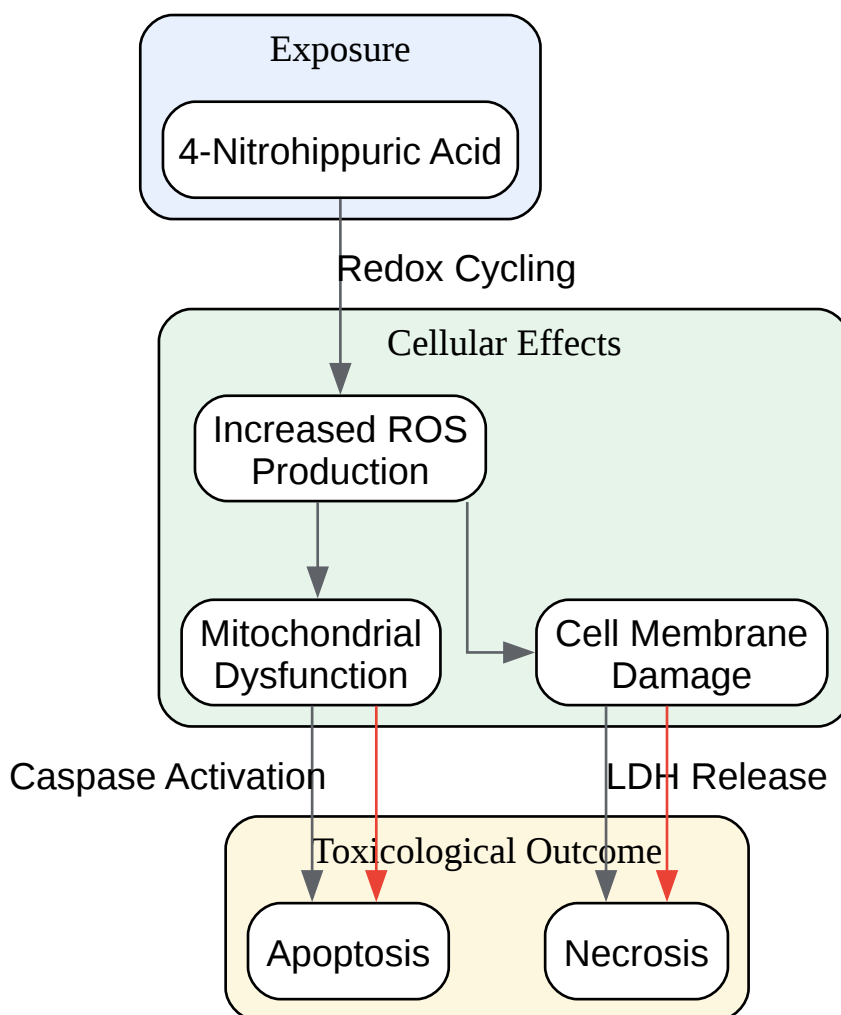 Exposure
4-Nitrohippuric Acid
Redox Cycling
Cellular Effects
Increased ROS
Production
Mitochondrial
Dysfunction
Cell Membrane
Damage
Caspase Activation
LDH Release
Toxicological Outcome
Apoptosis
Necrosis